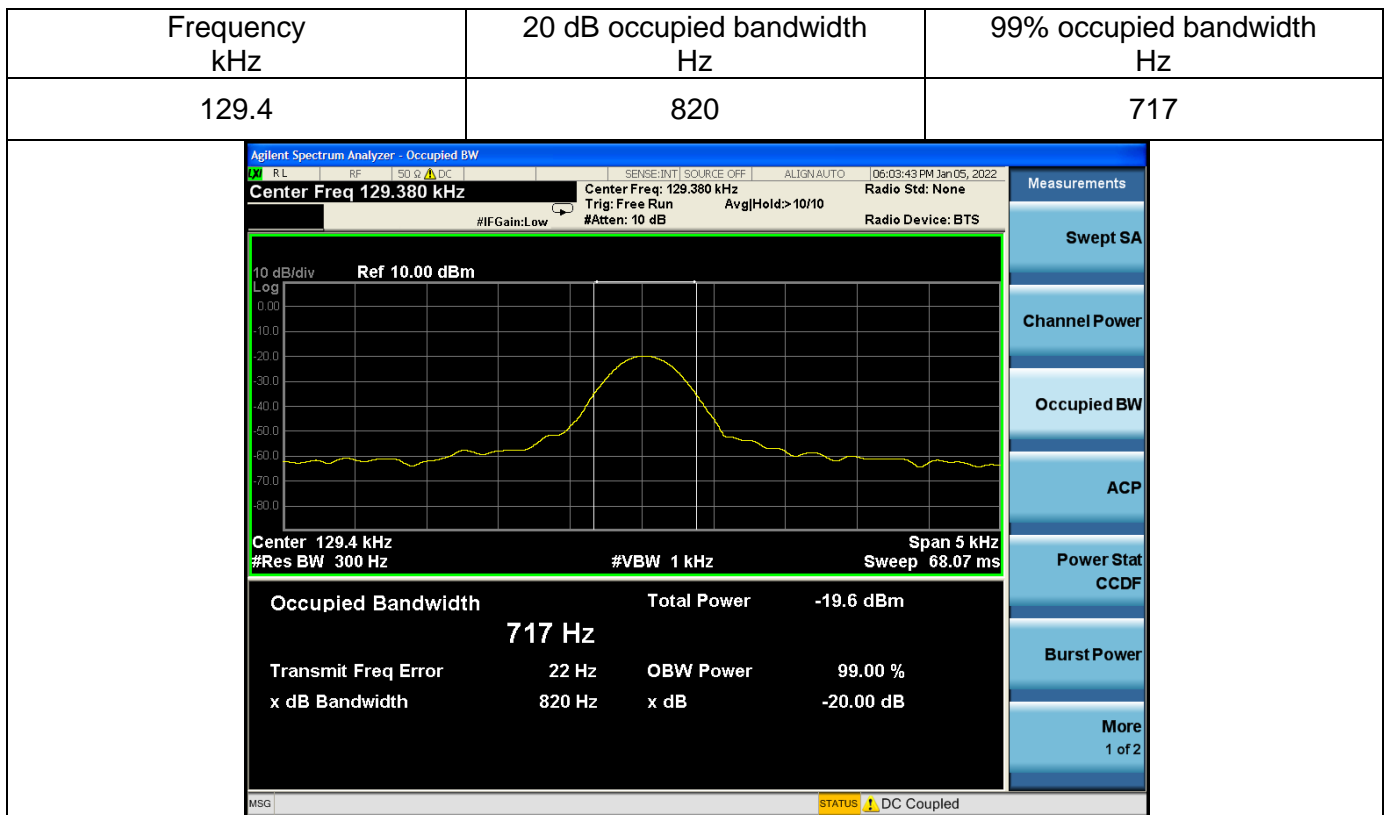 Frequency
kHz
20 dB occupied bandwidth
Hz
99% occupied bandwidth
Hz
129.4
820
717
Agilent Spectrum Analyzer - Occupied BW
LXI RL RF 50 Ω DC SENSE:INT SOURCE OFF ALIGN AUTO 06:03:43 PM Jan 05, 2022
Center Freq 129.380 kHz
Center Freq: 129.380 kHz Radio Std: None
Trig: Free Run Avg|Hold:>10/10
#IFGain:Low #Atten: 10 dB Radio Device: BTS
10 dB/div Ref 10.00 dBm
Log
0.00
-10.0
-20.0
-30.0
-40.0
-50.0
-60.0
-70.0
-80.0
Center 129.4 kHz Span 5 kHz
#Res BW 300 Hz #VBW 1 kHz Sweep 68.07 ms
Occupied Bandwidth Total Power -19.6 dBm
717 Hz
Transmit Freq Error 22 Hz OBW Power 99.00 %
x dB Bandwidth 820 Hz x dB -20.00 dB
Measurements
Swept SA
Channel Power
Occupied BW
ACP
Power Stat
CCDF
Burst Power
More
1 of 2
MSG STATUS DC Coupled